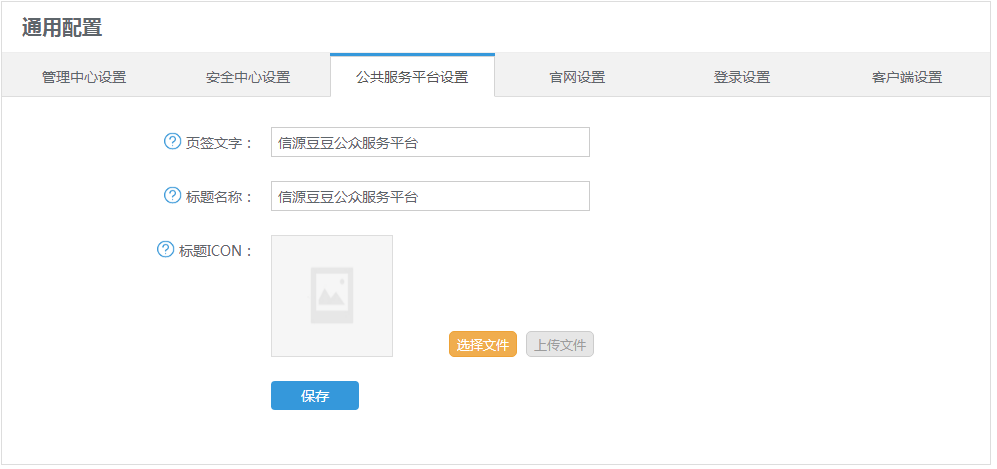 通用配置
管理中心设置 安全中心设置 公共服务平台设置 官网设置 登录设置 客户端设置
页签文字： 信源豆豆公众服务平台
标题名称： 信源豆豆公众服务平台
标题ICON：
选择文件 上传文件
保存